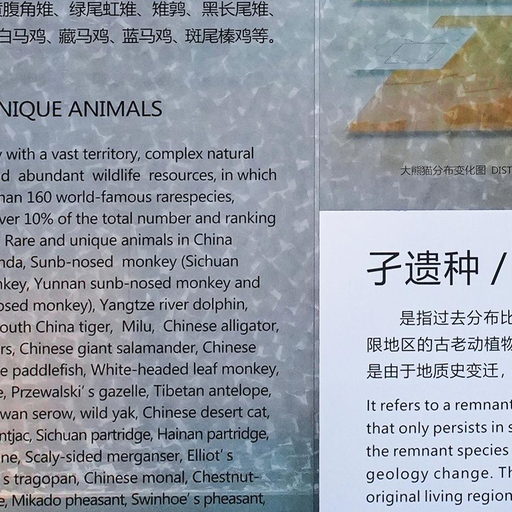 腹角雉、绿尾虹雉、雉鹑、黑长尾雉、
白马鸡、藏马鸡、蓝马鸡、斑尾榛鸡等。
NIQUE ANIMALS
with a vast territory, complex natural
d abundant wildlife resources, in which
han 160 world-famous rarespecies,
ver 10% of the total number and ranking
Rare and unique animals in China
nda, Sunb-nosed monkey (Sichuan
nkey, Yunnan sunb-nosed monkey and
osed monkey), Yangtze river dolphin,
outh China tiger, Milu, Chinese alligator,
rs, Chinese giant salamander, Chinese
e paddlefish, White-headed leaf monkey,
e, Przewalski's gazelle, Tibetan antelope,
wan serow, wild yak, Chinese desert cat,
ntjac, Sichuan partridge, Hainan partridge,
ne, Scaly-sided merganser, Elliot's
s tragopan, Chinese monal, Chestnut-
e, Mikado pheasant, Swinhoe's pheasant,
大熊猫分布变化图 DIST
孑遗种 /
是指过去分布比
限地区的古老动植物
是由于地质史变迁，
It refers to a remnant
that only persists in s
the remnant species
geology change. Th
original living region